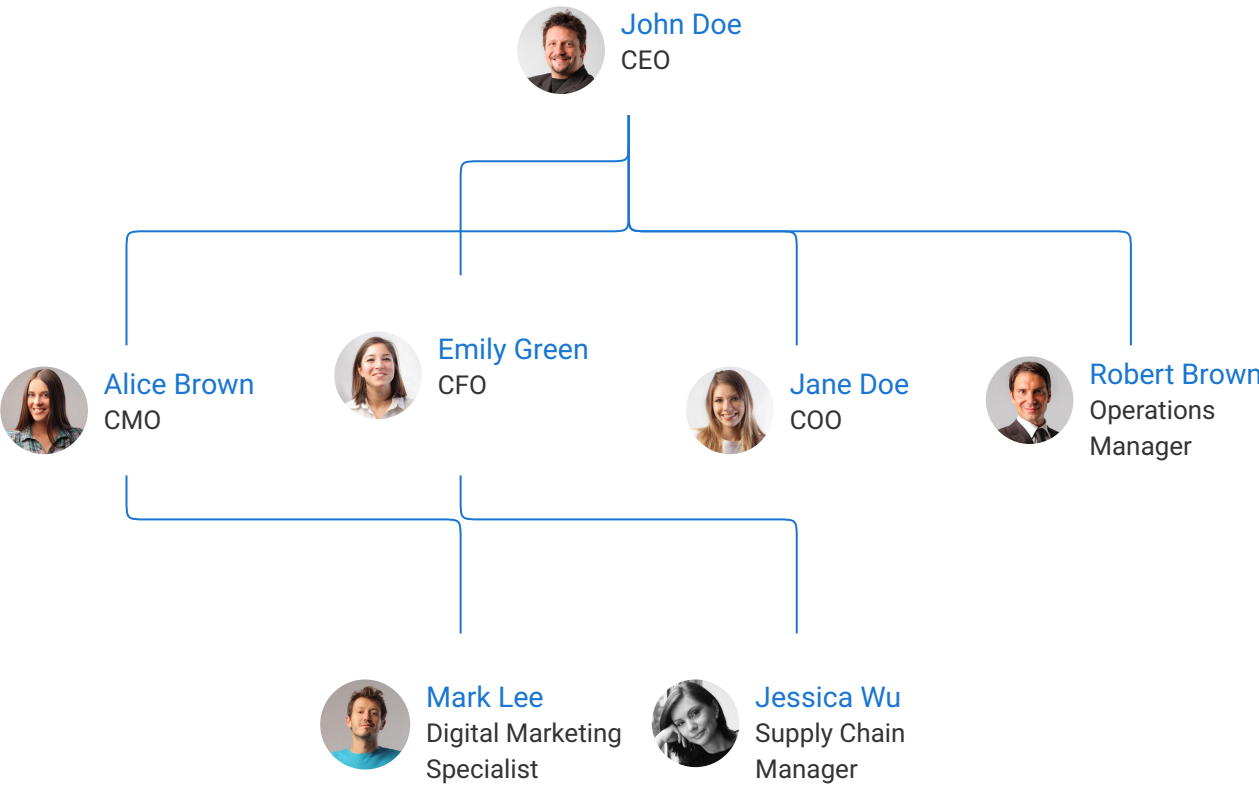 John Doe
CEO
Emily Green
CFO
Alice Brown
CMO
Jane Doe
COO
Robert Brown
Operations
Manager
Mark Lee
Digital Marketing
Specialist
Jessica Wu
Supply Chain
Manager